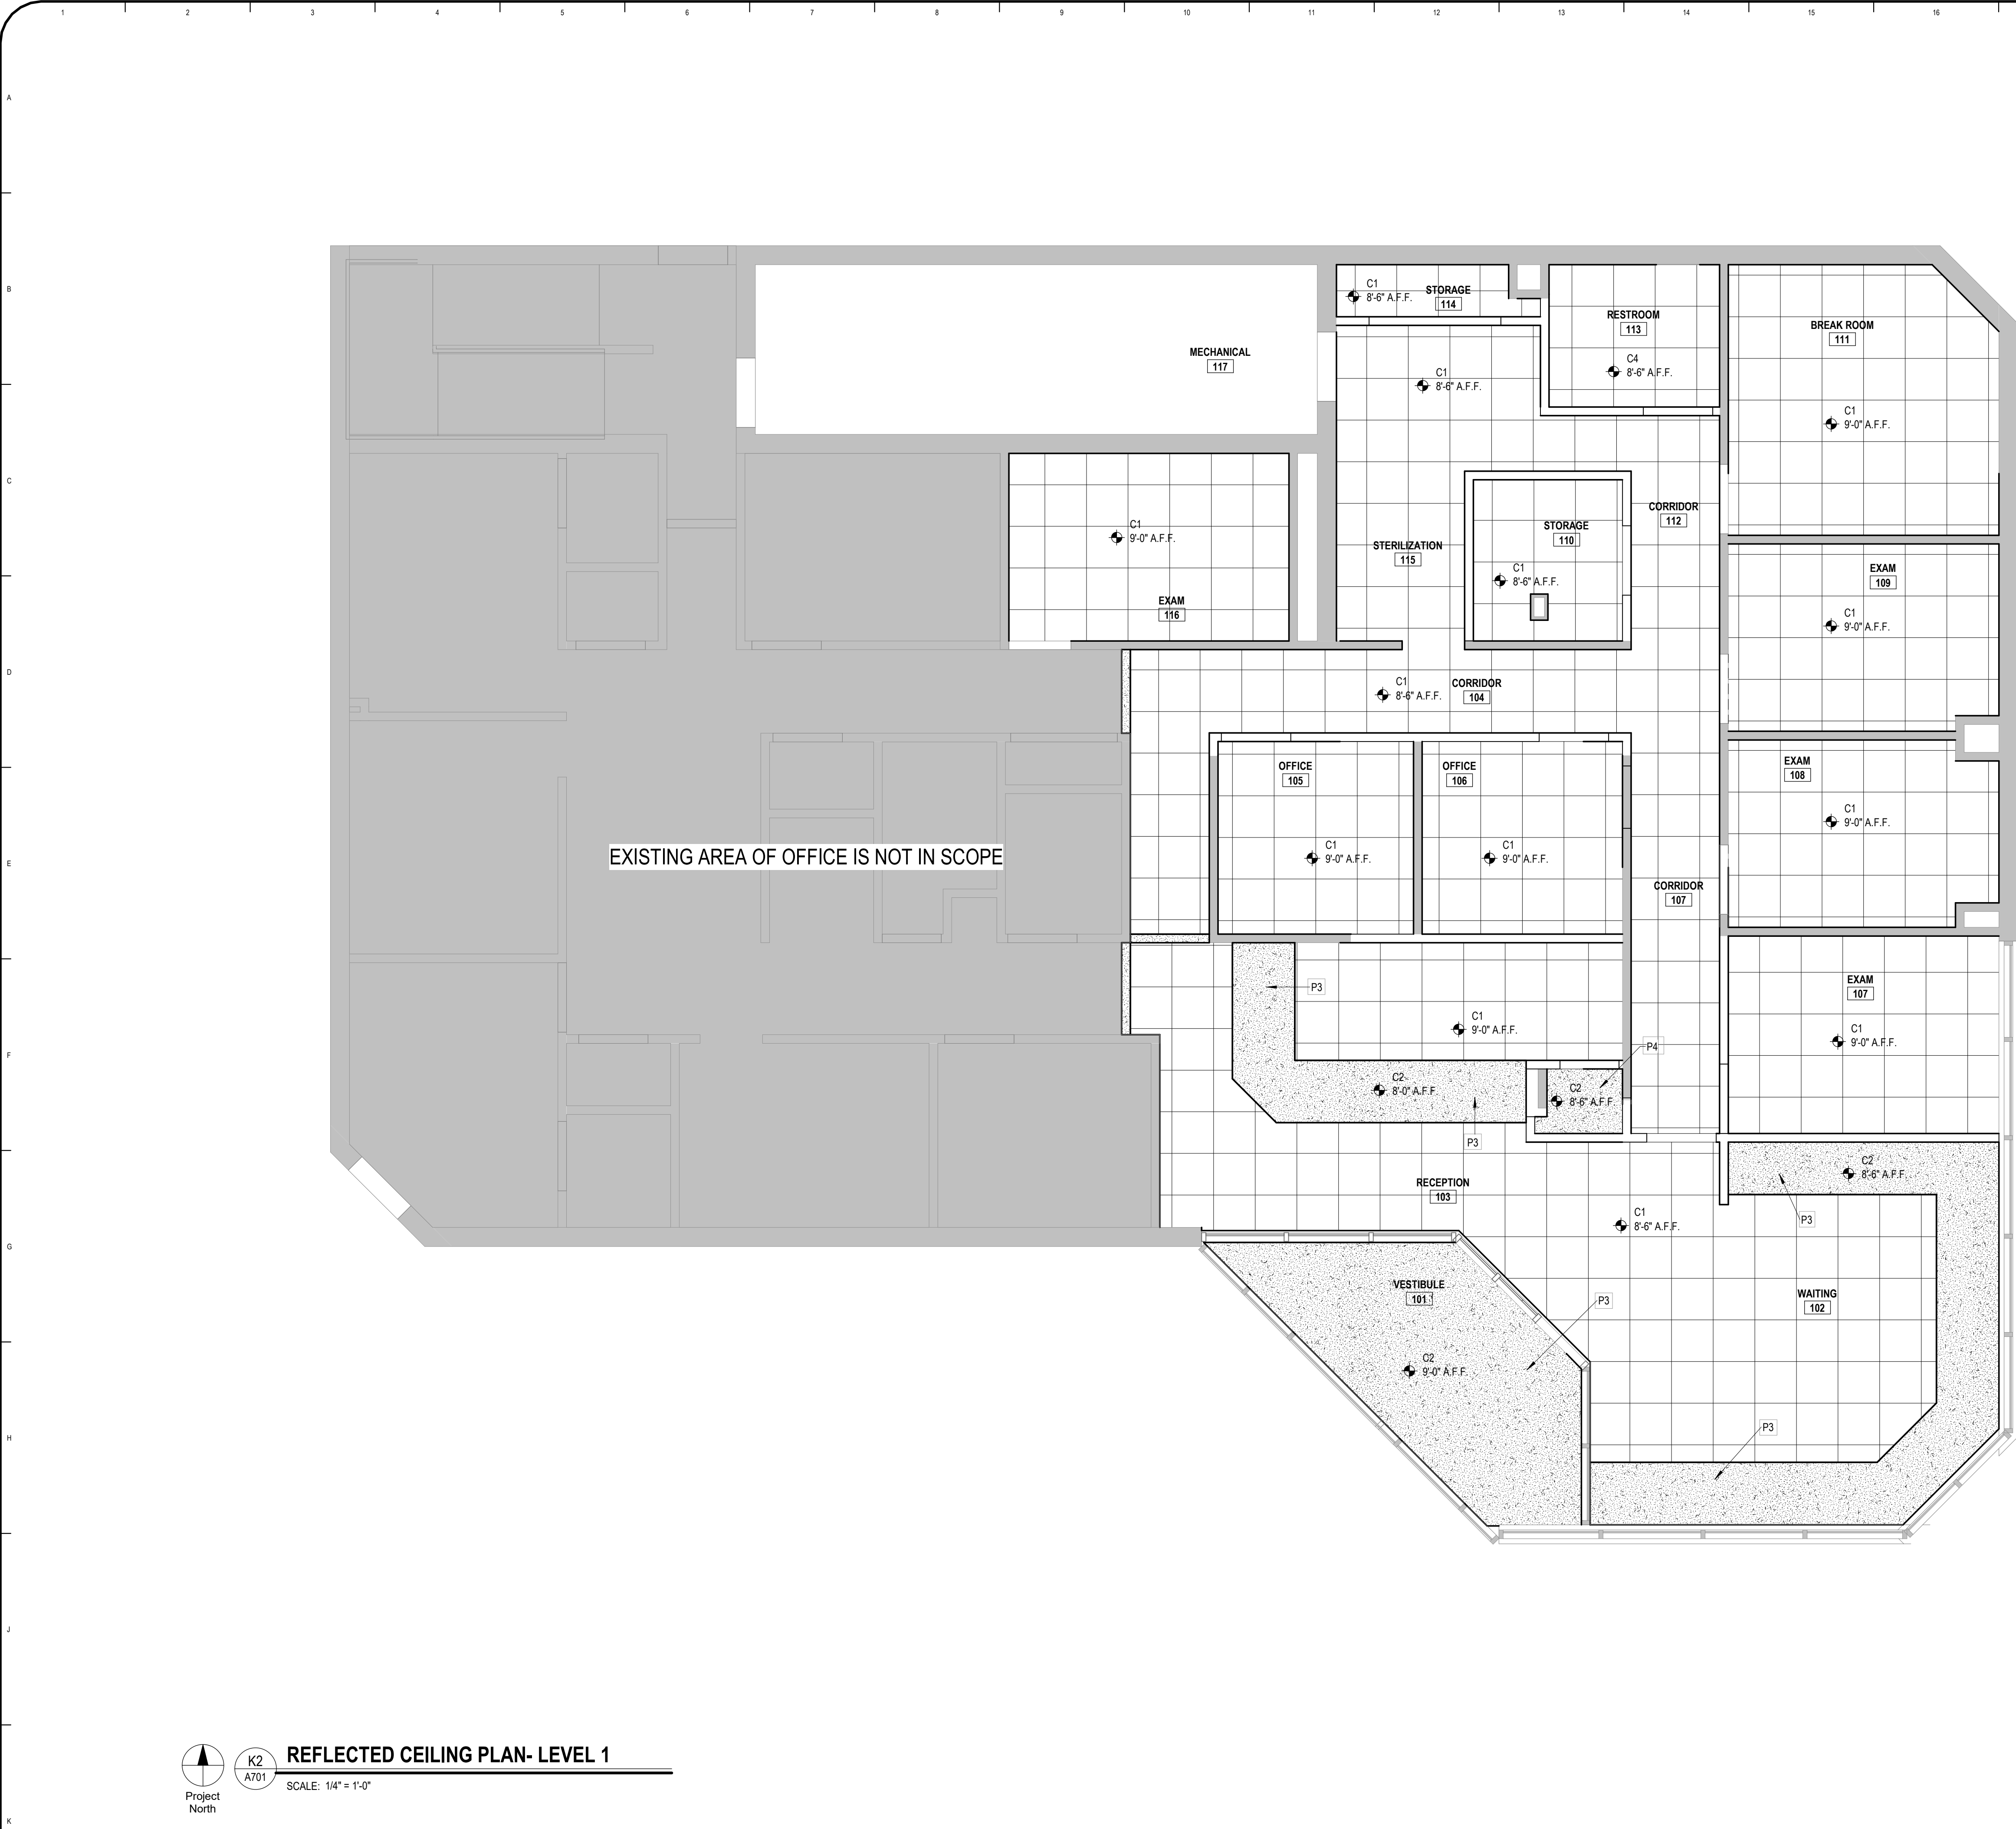 1 2 3 4 5 6 7 8 9 10 11 12 13 14 15 16
A
B
C
D
E
F
G
H
J
K
C1
8'-6" A.F.F.
STORAGE
114
RESTROOM
113
C4
8'-6" A.F.F.
BREAK ROOM
111
C1
9'-0" A.F.F.
MECHANICAL
117
C1
8'-6" A.F.F.
C1
9'-0" A.F.F.
EXAM
116
STERILIZATION
115
STORAGE
110
C1
8'-6" A.F.F.
CORRIDOR
112
EXAM
109
C1
9'-0" A.F.F.
C1
8'-6" A.F.F.
CORRIDOR
104
OFFICE
105
C1
9'-0" A.F.F.
OFFICE
106
C1
9'-0" A.F.F.
EXAM
108
C1
9'-0" A.F.F.
EXISTING AREA OF OFFICE IS NOT IN SCOPE
CORRIDOR
107
P3
C1
9'-0" A.F.F.
EXAM
107
C1
9'-0" A.F.F.
P4
C2
8'-0" A.F.F.
C2
8'-6" A.F.F.
P3
RECEPTION
103
C1
8'-6" A.F.F.
C2
8'-6" A.F.F.
P3
VESTIBULE
101
P3
WAITING
102
C2
9'-0" A.F.F.
P3
Project
North
K2
A701
REFLECTED CEILING PLAN- LEVEL 1
SCALE: 1/4" = 1'-0"